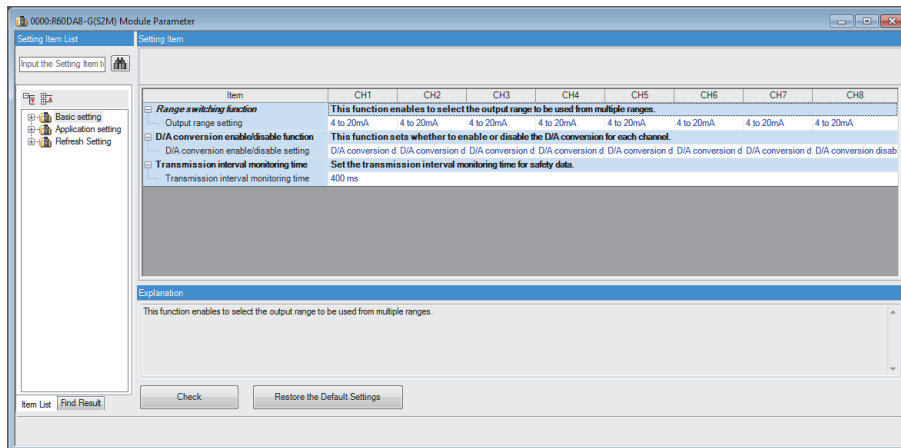 0000:R60DA8-G(S2M) Module Parameter
Setting Item List
Setting Item
Input the Setting Item t
Item CH1 CH2 CH3 CH4 CH5 CH6 CH7 CH8
Basic setting
Application setting
Refresh Setting
Range switching function This function enables to select the output range to be used from multiple ranges.
Output range setting 4 to 20mA 4 to 20mA 4 to 20mA 4 to 20mA 4 to 20mA 4 to 20mA 4 to 20mA 4 to 20mA
D/A conversion enable/disable function This function sets whether to enable or disable the D/A conversion for each channel.
D/A conversion enable/disable setting D/A conversion d D/A conversion d D/A conversion d D/A conversion d D/A conversion d D/A conversion d D/A conversion d D/A conversion disab
Transmission interval monitoring time Set the transmission interval monitoring time for safety data.
Transmission interval monitoring time 400 ms
Explanation
This function enables to select the output range to be used from multiple ranges.
Check
Restore the Default Settings
Item List
Find Result